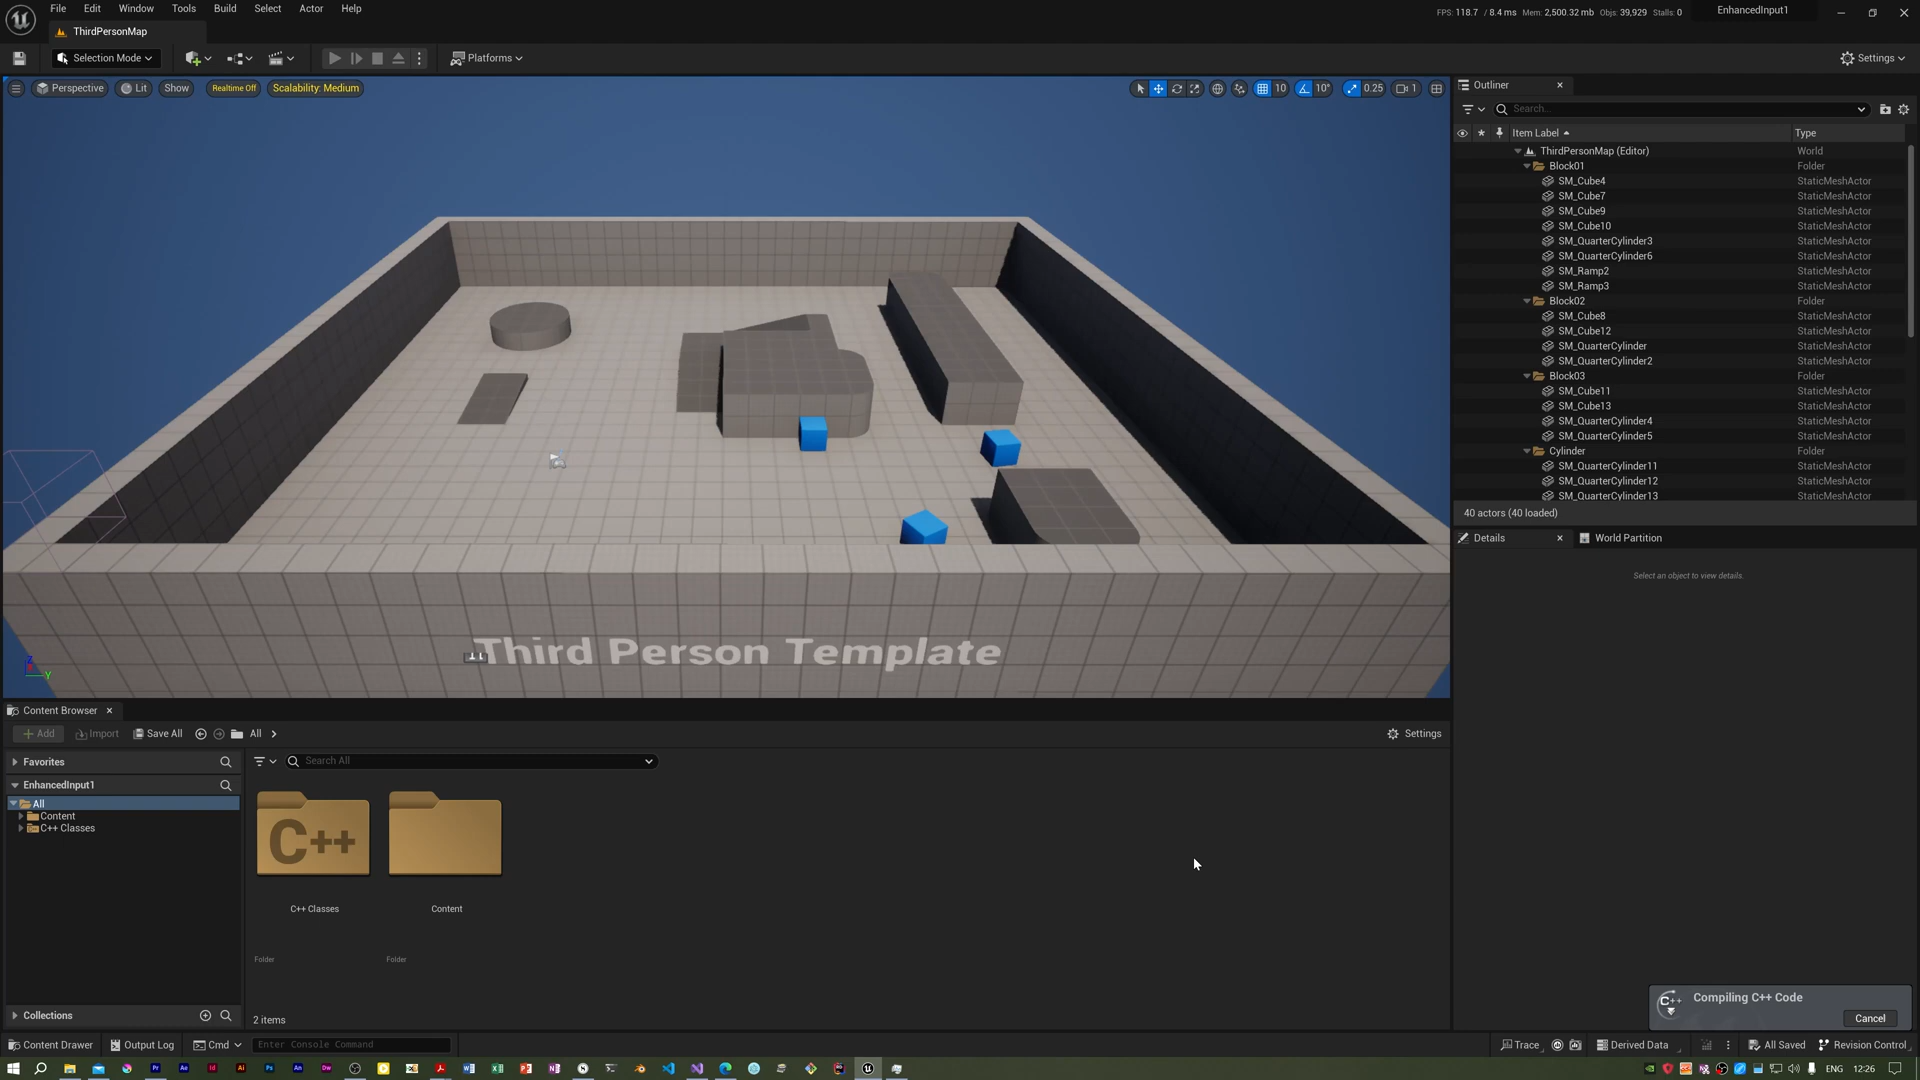 File Edit Window Tools Build Select Actor Help
FPS: 118.7 / 8.4 ms Mem: 2,500.32 mb Objs: 39,929 Stalls: 0
EnhancedInput1
ThirdPersonMap
Selection Mode
Platforms
Settings
Perspective Lit Show Realtime Off Scalability: Medium
10 10° 0.25 1
Third Person Template
Z
Y
Outliner
Search...
Item Label Type
ThirdPersonMap (Editor) World
Block01 Folder
SM_Cube4 StaticMeshActor
SM_Cube7 StaticMeshActor
SM_Cube9 StaticMeshActor
SM_Cube10 StaticMeshActor
SM_QuarterCylinder3 StaticMeshActor
SM_QuarterCylinder6 StaticMeshActor
SM_Ramp2 StaticMeshActor
SM_Ramp3 StaticMeshActor
Block02 Folder
SM_Cube8 StaticMeshActor
SM_Cube12 StaticMeshActor
SM_QuarterCylinder StaticMeshActor
SM_QuarterCylinder2 StaticMeshActor
Block03 Folder
SM_Cube11 StaticMeshActor
SM_Cube13 StaticMeshActor
SM_QuarterCylinder4 StaticMeshActor
SM_QuarterCylinder5 StaticMeshActor
Cylinder Folder
SM_QuarterCylinder11 StaticMeshActor
SM_QuarterCylinder12 StaticMeshActor
SM_QuarterCylinder13 StaticMeshActor
40 actors (40 loaded)
Details World Partition
Select an object to view details.
Content Browser
Add Import Save All All
Settings
Favorites
EnhancedInput1
All
Content
C++ Classes
Collections
Search All
C++
C++ Classes Content
Folder Folder
2 items
C++ Compiling C++ Code
Cancel
Content Drawer Output Log Cmd Enter Console Command
Trace Derived Data All Saved Revision Control
Pr Ae Id Ai Ps An Dw
ENG 12:26